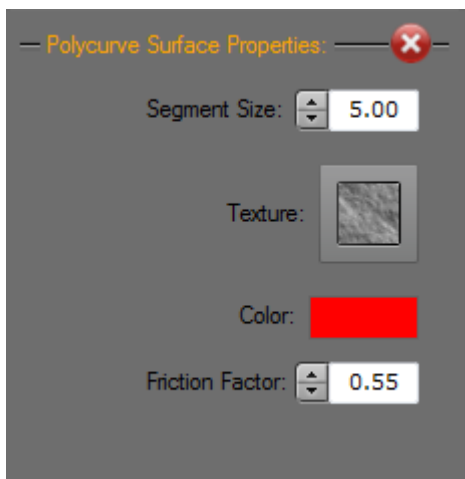 Polycurve Surface Properties:
Segment Size: 5.00
Texture:
Color:
Friction Factor: 0.55